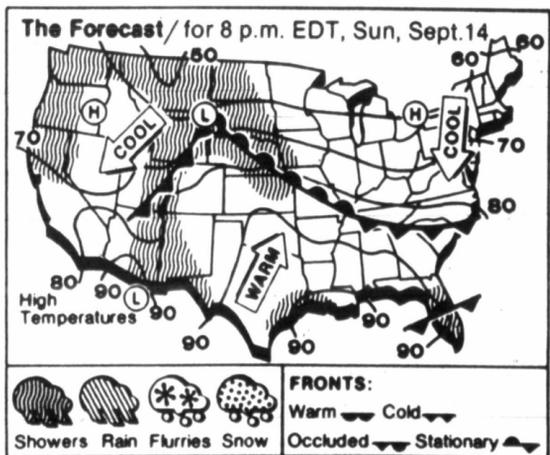 The Forecast / for 8 p.m. EDT, Sun, Sept.14
50
60
60
H
L
H
COOL
COOL
70
70
80
WARM
80
90
90
L
High
Temperatures
90
90
90
90
Showers Rain Flurries Snow
FRONTS:
Warm Cold
Occluded Stationary